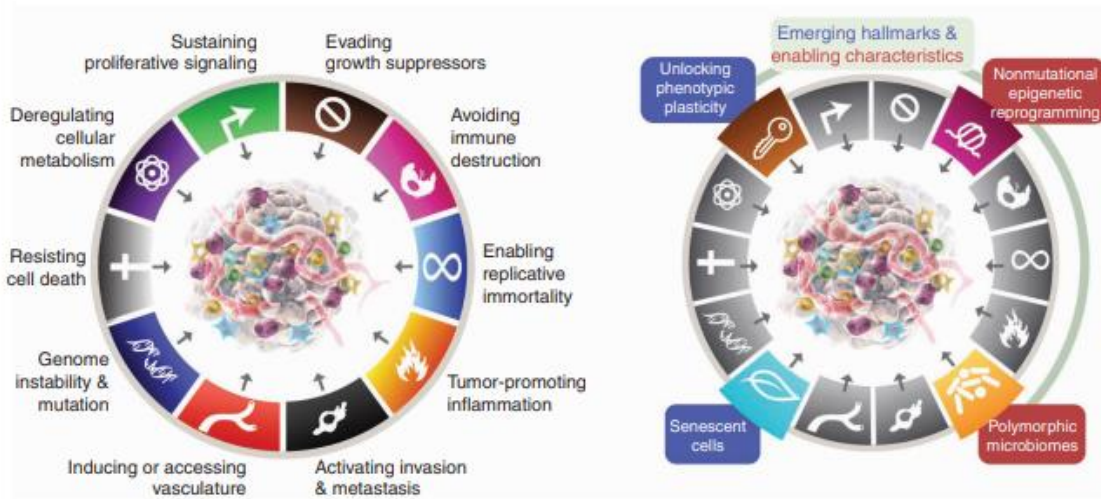 Sustaining
proliferative signaling
Evading
growth suppressors
Deregulating
cellular
metabolism
Avoiding
immune
destruction
Resisting
cell death
Enabling
replicative
immortality
Genome
instability &
mutation
Tumor-promoting
inflammation
Inducing or accessing
vasculature
Activating invasion
& metastasis
Emerging hallmarks &
enabling characteristics
Unlocking
phenotypic
plasticity
Nonmutational
epigenetic
reprogramming
Senescent
cells
Polymorphic
microbiomes